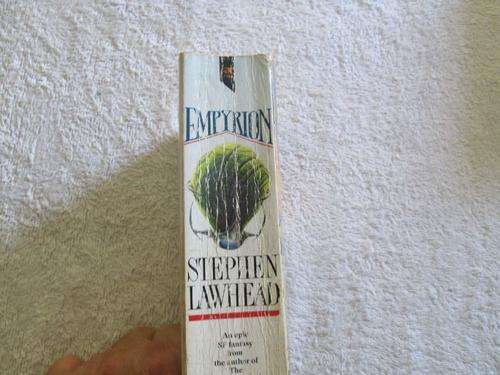 EMPYRION
STEPHEN
LAWHEAD
An epic
SF fantasy
from
the author of
The